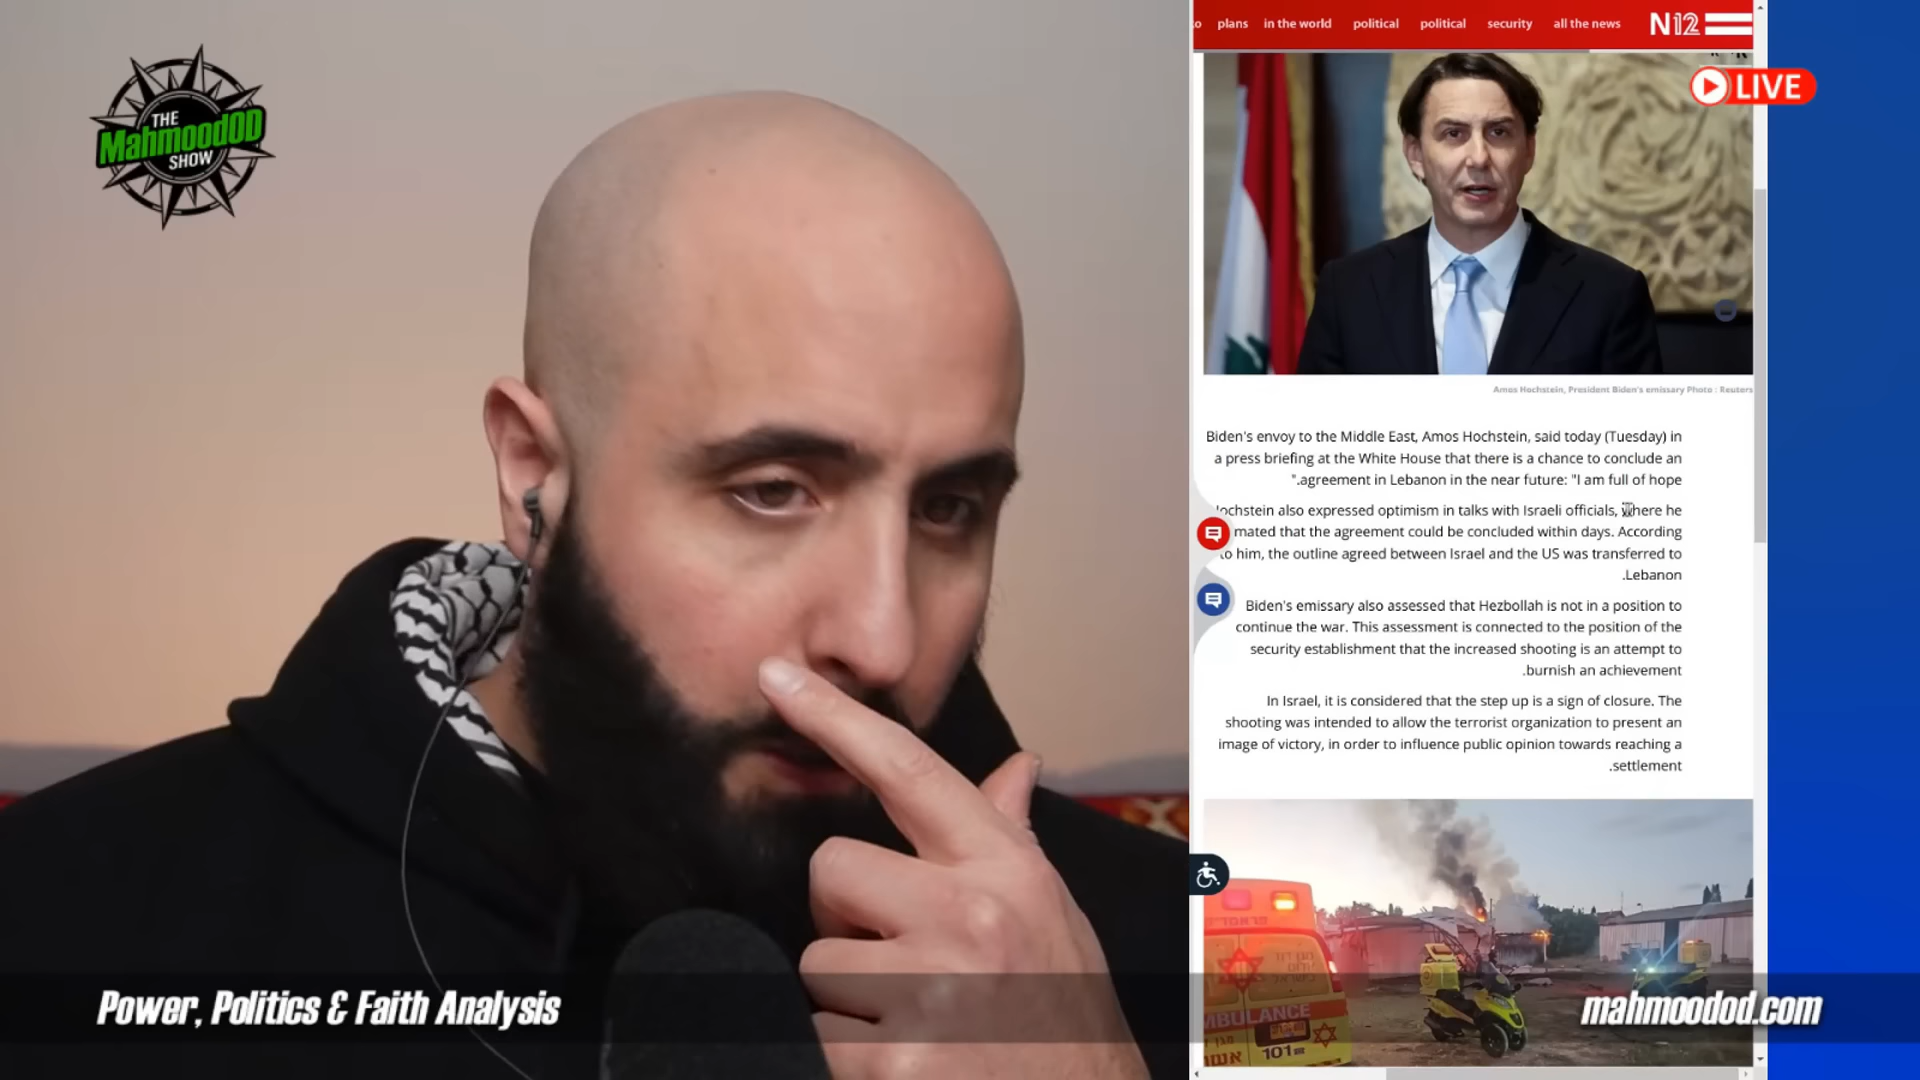 THE
MahmoodOD
SHOW
plans in the world political political security all the news N12
LIVE
Amos Hochstein, President Biden's emissary Photo : Reuters
Biden's envoy to the Middle East, Amos Hochstein, said today (Tuesday) in
a press briefing at the White House that there is a chance to conclude an
".agreement in Lebanon in the near future: "I am full of hope
ochstein also expressed optimism in talks with Israeli officials, where he
mated that the agreement could be concluded within days. According
to him, the outline agreed between Israel and the US was transferred to
.Lebanon
Biden's emissary also assessed that Hezbollah is not in a position to
continue the war. This assessment is connected to the position of the
security establishment that the increased shooting is an attempt to
.burnish an achievement
In Israel, it is considered that the step up is a sign of closure. The
shooting was intended to allow the terrorist organization to present an
image of victory, in order to influence public opinion towards reaching a
.settlement
MBULANCE
101
Power, Politics & Faith Analysis
mahmoodod.com